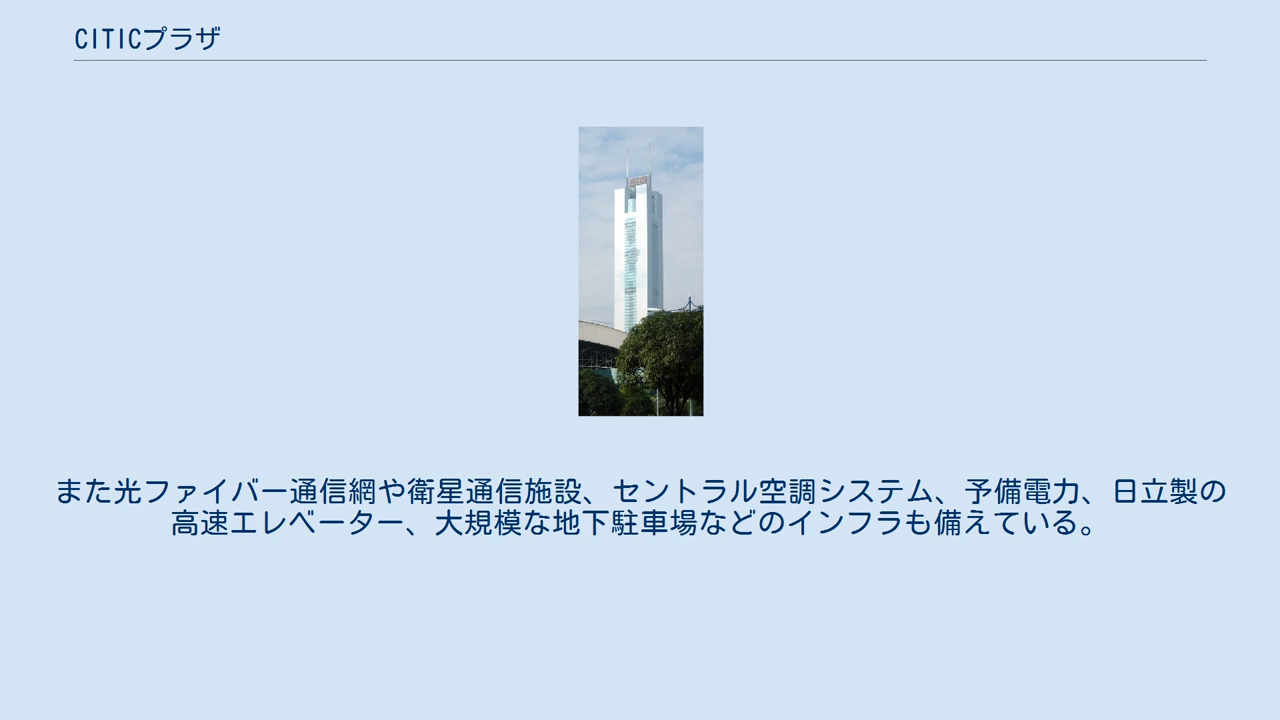 CITICプラザ
また光ファイバー通信網や衛星通信施設、セントラル空調システム、予備電力、日立製の
高速エレベーター、大規模な地下駐車場などのインフラも備えている。